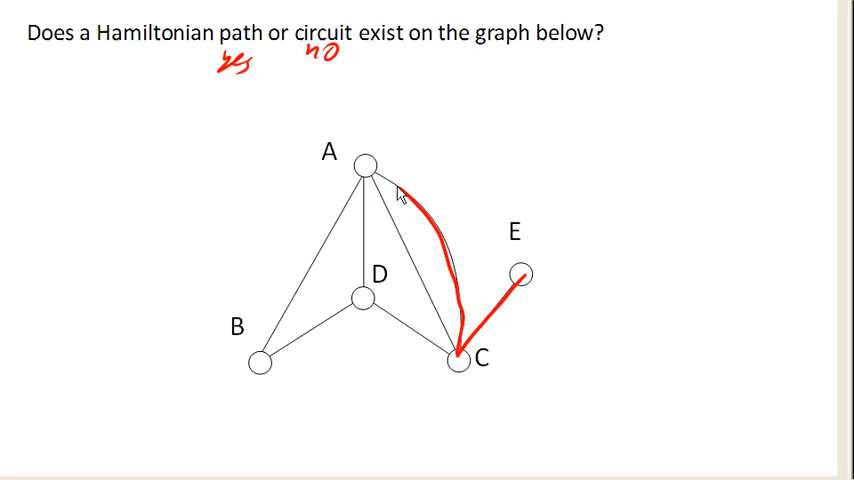 Does a Hamiltonian path or circuit exist on the graph below?
yes no
A
E
D
B
C